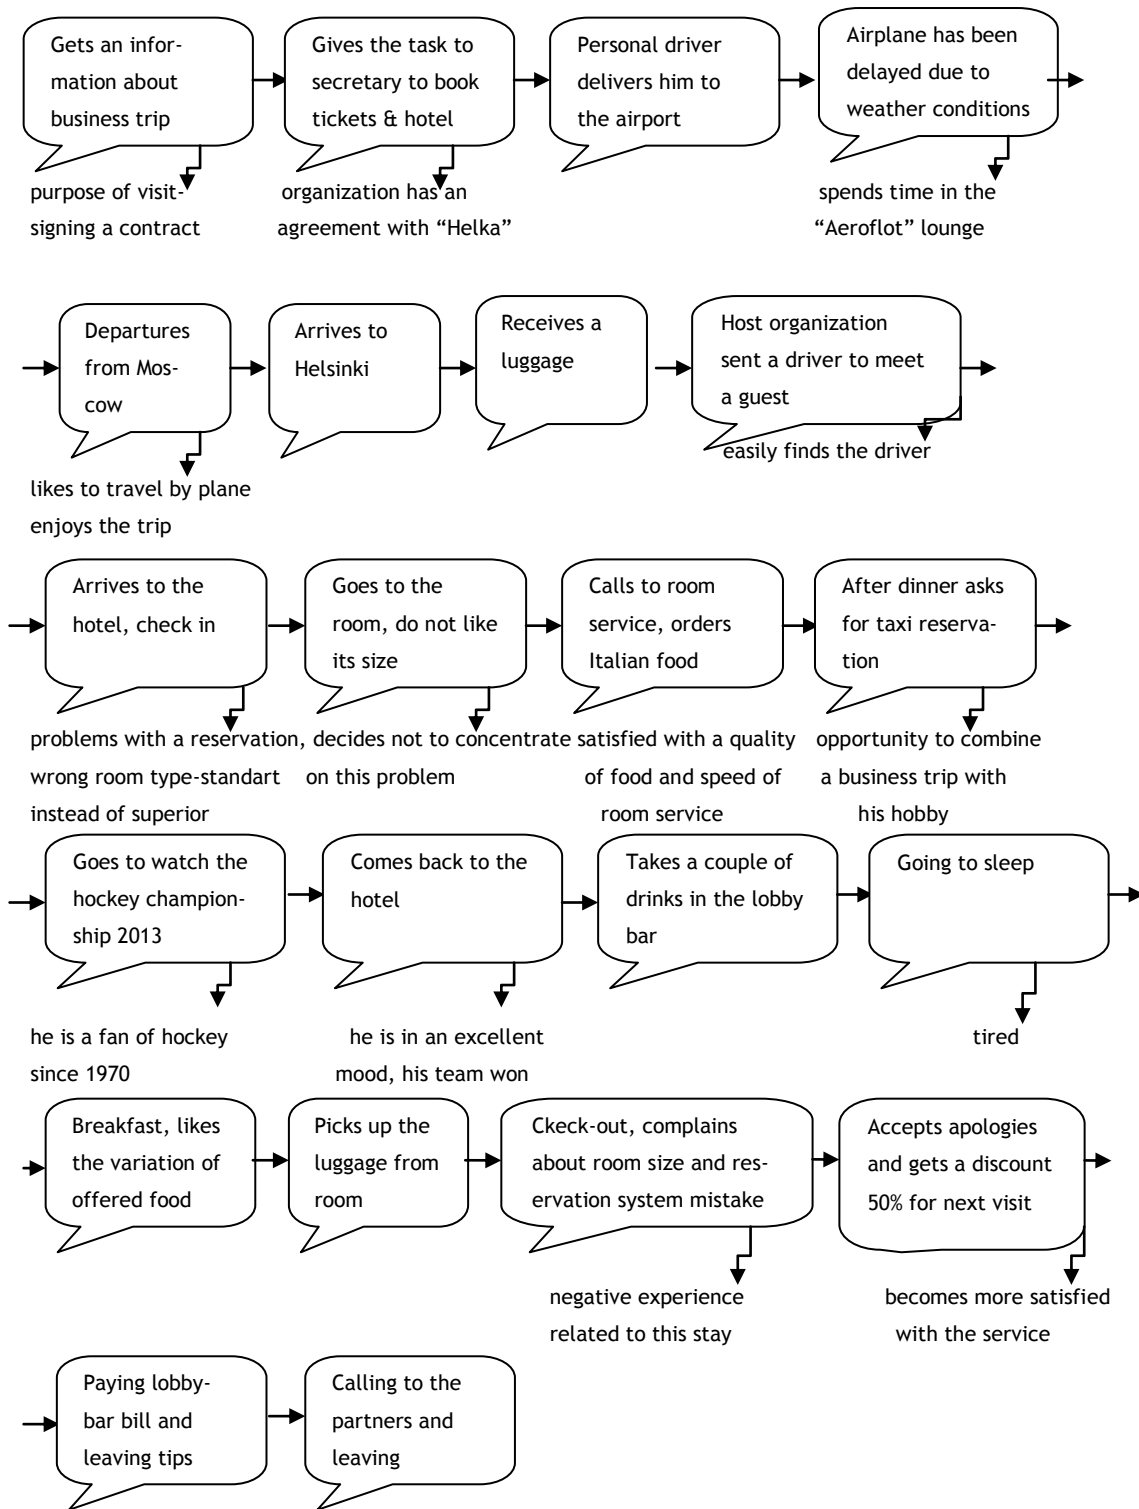 Gets an infor-
mation about
business trip
Gives the task to
secretary to book
tickets & hotel
Personal driver
delivers him to
the airport
Airplane has been
delayed due to
weather conditions
purpose of visit-
signing a contract
organization has an
agreement with “Helka”
spends time in the
“Aeroflot” lounge
Departures
from Mos-
cow
Arrives to
Helsinki
Receives a
luggage
Host organization
sent a driver to meet
a guest
easily finds the driver
likes to travel by plane
enjoys the trip
Arrives to the
hotel, check in
Goes to the
room, do not like
its size
Calls to room
service, orders
Italian food
After dinner asks
for taxi reserva-
tion
problems with a reservation,
wrong room type-standart
instead of superior
decides not to concentrate
on this problem
satisfied with a quality
of food and speed of
room service
opportunity to combine
a business trip with
his hobby
Goes to watch the
hockey champion-
ship 2013
Comes back to the
hotel
Takes a couple of
drinks in the lobby
bar
Going to sleep
he is a fan of hockey
since 1970
he is in an excellent
mood, his team won
tired
Breakfast, likes
the variation of
offered food
Picks up the
luggage from
room
Ckeck-out, complains
about room size and res-
ervation system mistake
Accepts apologies
and gets a discount
50% for next visit
negative experience
related to this stay
becomes more satisfied
with the service
Paying lobby-
bar bill and
leaving tips
Calling to the
partners and
leaving